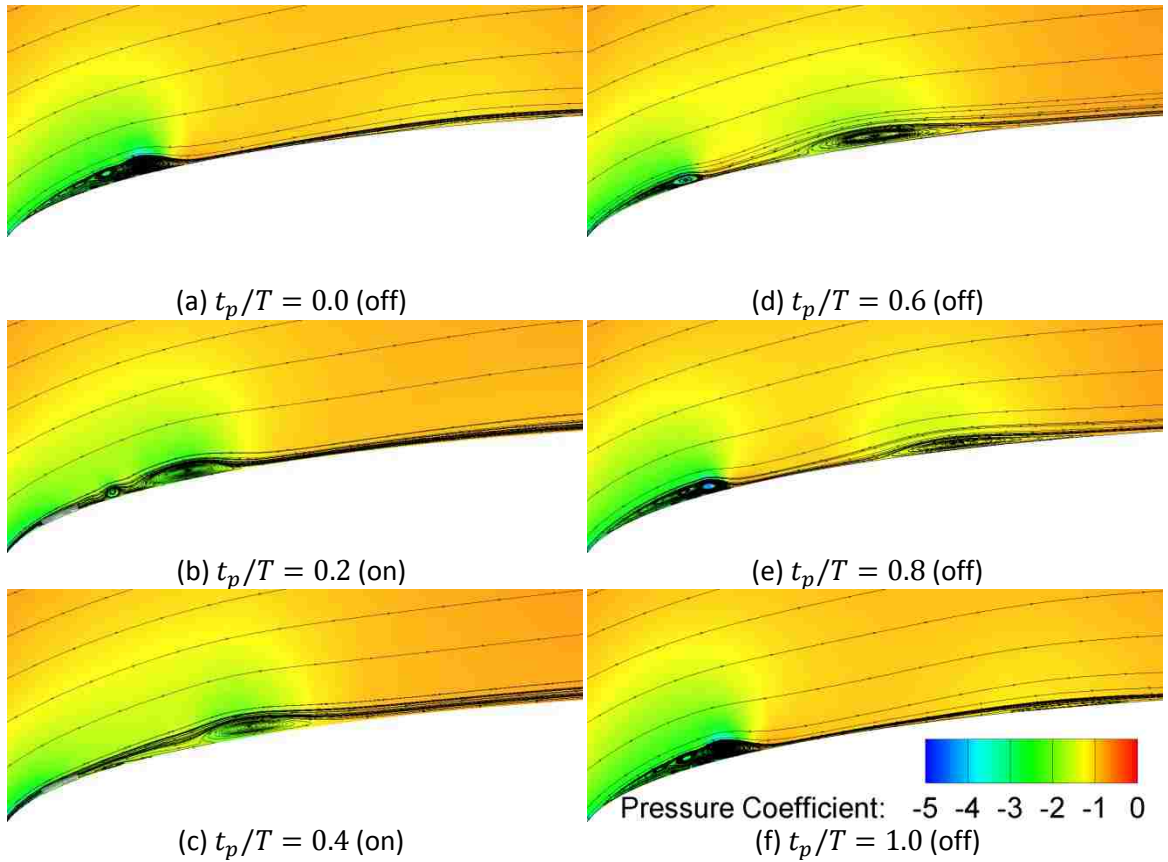 (a) t_p/T = 0.0 (off)
(d) t_p/T = 0.6 (off)
(b) t_p/T = 0.2 (on)
(e) t_p/T = 0.8 (off)
Pressure Coefficient: -5 -4 -3 -2 -1 0
(c) t_p/T = 0.4 (on)
(f) t_p/T = 1.0 (off)